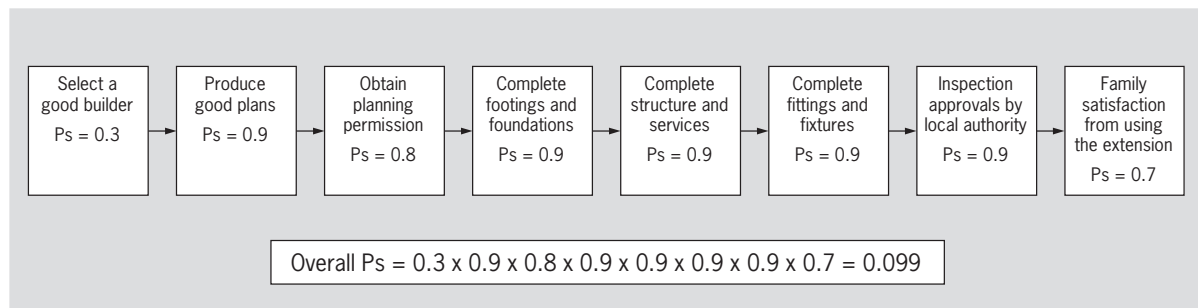 Select a
good builder
Ps = 0.3
Produce
good plans
Ps = 0.9
Obtain
planning
permission
Ps = 0.8
Complete
footings and
foundations
Ps = 0.9
Complete
structure and
services
Ps = 0.9
Complete
fittings and
fixtures
Ps = 0.9
Inspection
approvals by
local authority
Ps = 0.9
Family
satisfaction
from using
the extension
Ps = 0.7
Overall Ps = 0.3 x 0.9 x 0.8 x 0.9 x 0.9 x 0.9 x 0.9 x 0.7 = 0.099